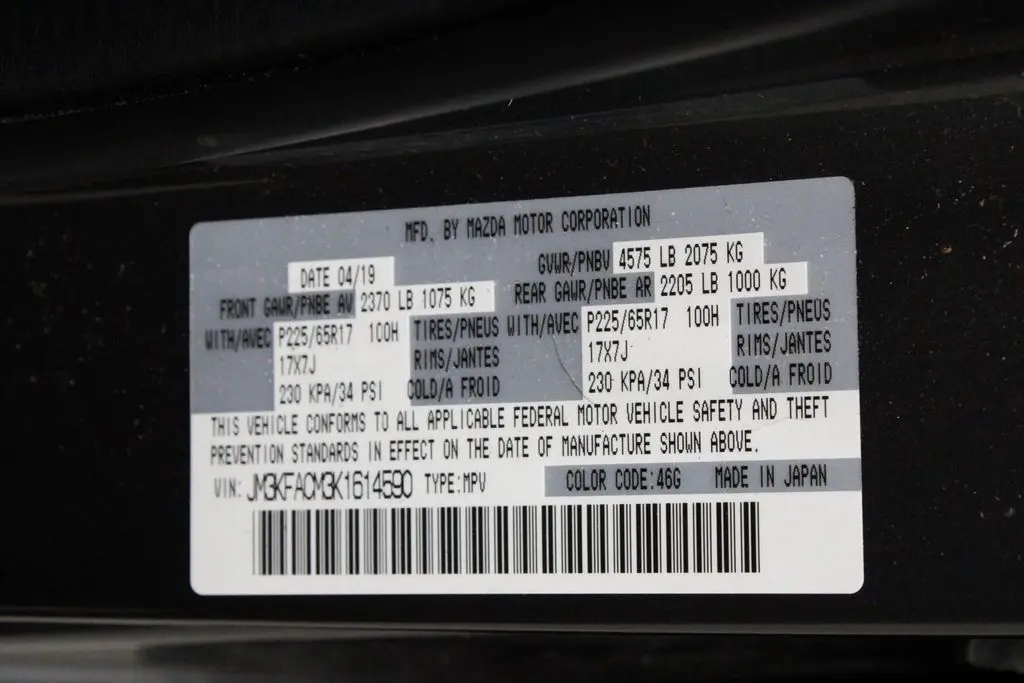 MFD. BY MAZDA MOTOR CORPORATION
DATE 04/19 GVWR/PNBV 4575 LB 2075 KG
FRONT GAWR/PNBE AV 2370 LB 1075 KG REAR GAWR/PNBE AR 2205 LB 1000 KG
WITH/AVEC P225/65R17 100H TIRES/PNEUS WITH/AVEC P225/65R17 100H TIRES/PNEUS
17X7J RIMS/JANTES 17X7J RIMS/JANTES
230 KPA/34 PSI COLD/A FROID 230 KPA/34 PSI COLD/A FROID
THIS VEHICLE CONFORMS TO ALL APPLICABLE FEDERAL MOTOR VEHICLE SAFETY AND THEFT
PREVENTION STANDARDS IN EFFECT ON THE DATE OF MANUFACTURE SHOWN ABOVE.
VIN: JM3KFACM3K1614590 TYPE:MPV COLOR CODE:46G MADE IN JAPAN